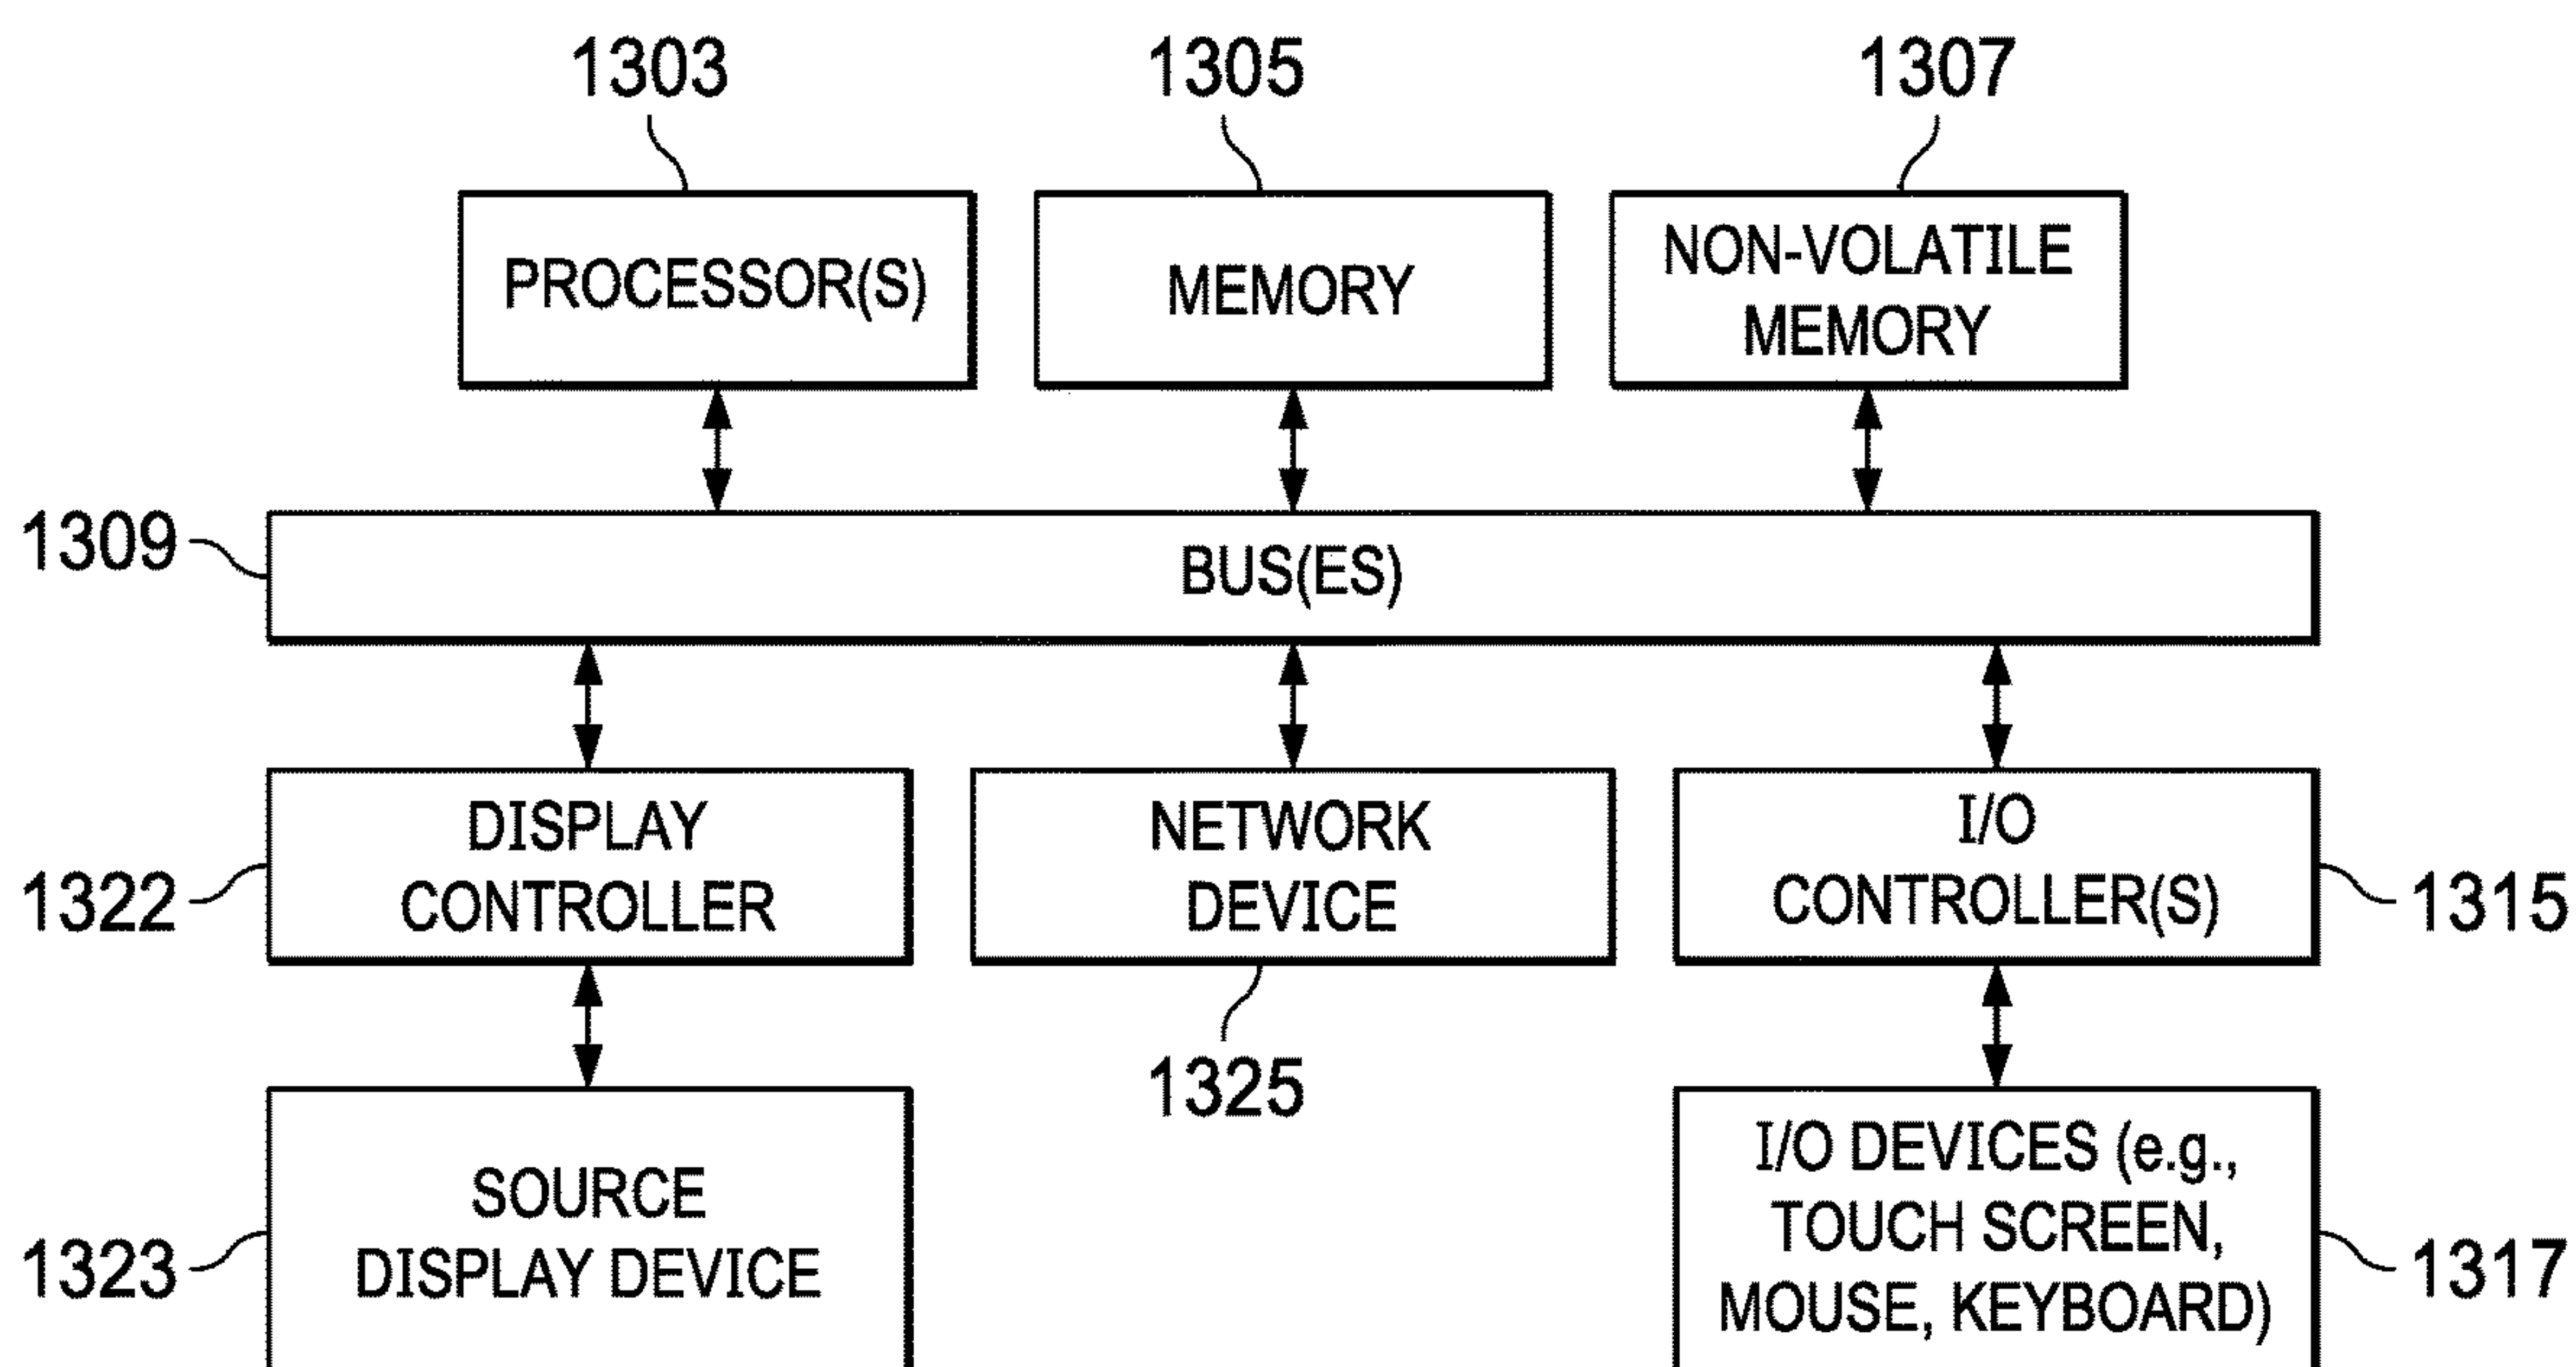 1303
1305
1307
PROCESSOR(S)
MEMORY
NON-VOLATILE
MEMORY
1309
BUS(ES)
DISPLAY
CONTROLLER
1322
NETWORK
DEVICE
1325
I/O
CONTROLLER(S)
1315
SOURCE
DISPLAY DEVICE
1323
I/O DEVICES (e.g.,
TOUCH SCREEN,
MOUSE, KEYBOARD)
1317